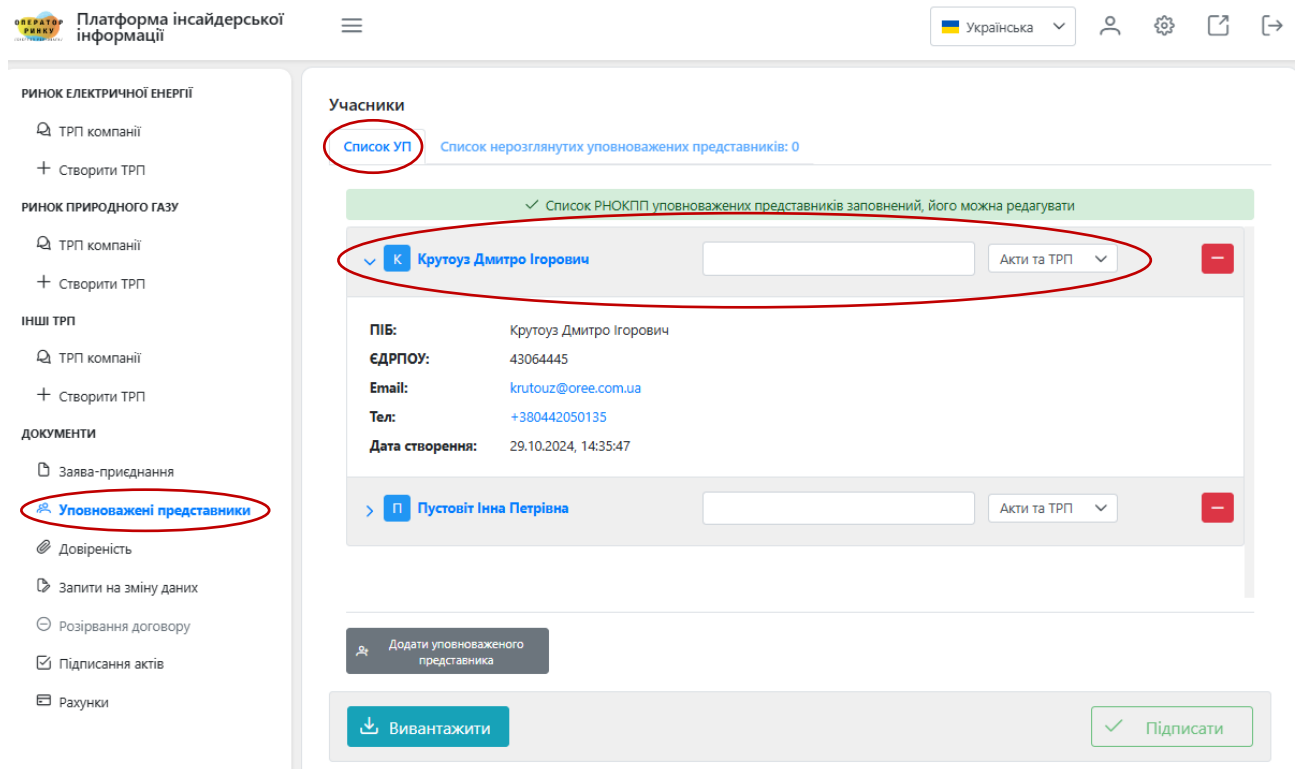 ОПЕРАТОР
РИНКУ
Платформа інсайдерської
інформації
Українська
РИНОК ЕЛЕКТРИЧНОЇ ЕНЕРГІЇ
ТРП компанії
Створити ТРП
РИНОК ПРИРОДНОГО ГАЗУ
ТРП компанії
Створити ТРП
ІНШІ ТРП
ТРП компанії
Створити ТРП
ДОКУМЕНТИ
Заява-приєднання
Уповноважені представники
Довіреність
Запити на зміну даних
Розірвання договору
Підписання актів
Рахунки
Учасники
Список УП Список нерозглянутих уповноважених представників: 0
Список РНОКПП уповноважених представників заповнений, його можна редагувати
К Крутоуз Дмитро Ігорович Акти та ТРП
ПІБ: Крутоуз Дмитро Ігорович
ЄДРПОУ: 43064445
Email: krutouz@oree.com.ua
Тел: +380442050135
Дата створення: 29.10.2024, 14:35:47
П Пустовіт Інна Петрівна Акти та ТРП
Додати уповноваженого
представника
Вивантажити Підписати